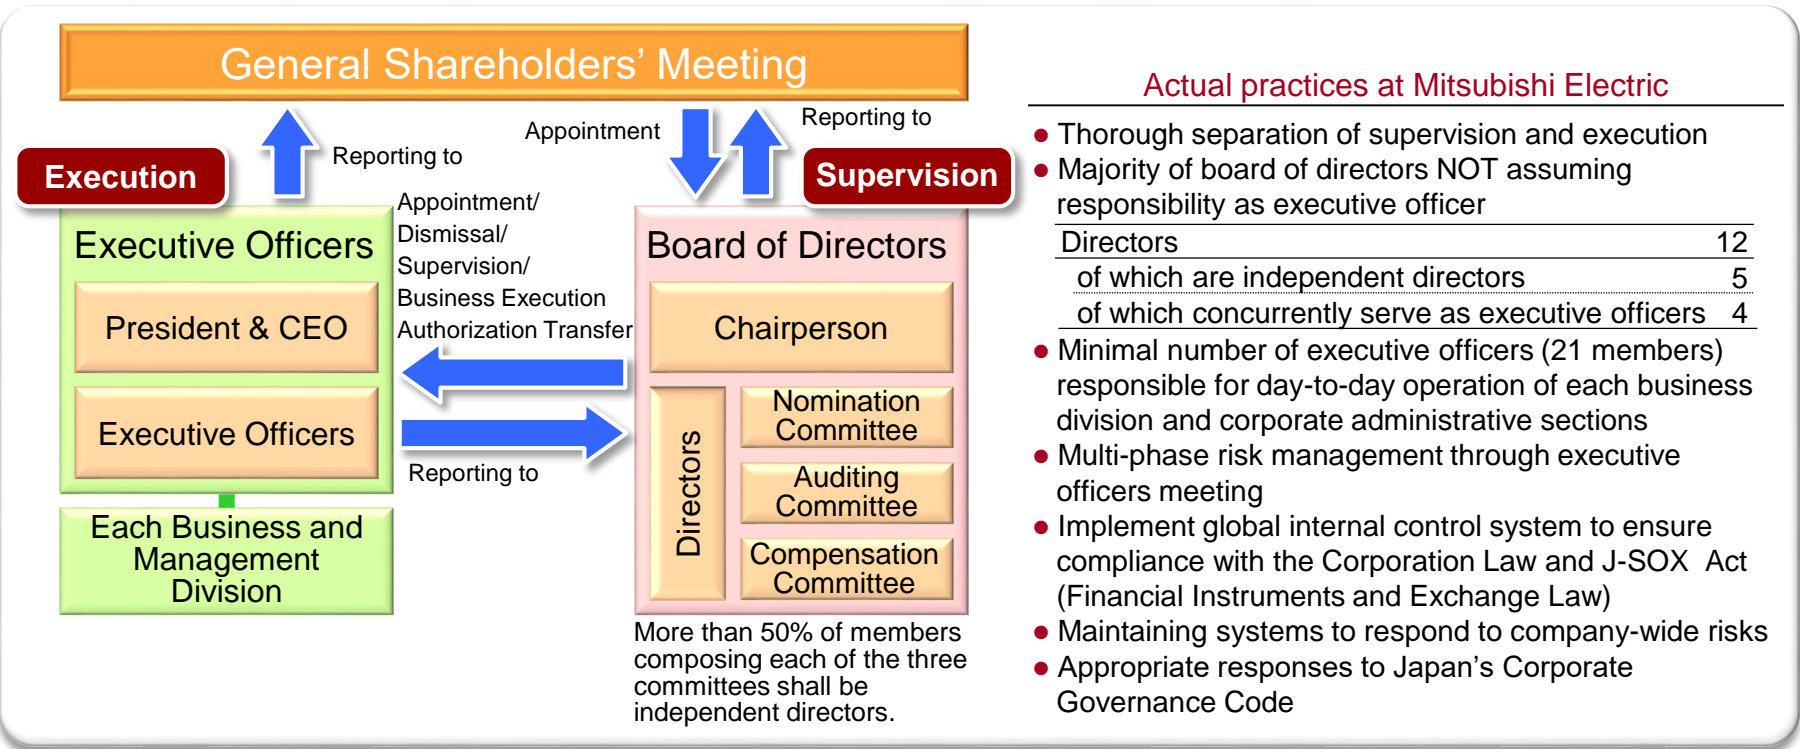 General Shareholders’ Meeting
Reporting to
Appointment
Reporting to
Execution
Supervision
Appointment/
Dismissal/
Supervision/
Business Execution
Authorization Transfer
Executive Officers
President & CEO
Executive Officers
Reporting to
Each Business and
Management
Division
Board of Directors
Chairperson
Directors
Nomination
Committee
Auditing
Committee
Compensation
Committee
More than 50% of members
composing each of the three
committees shall be
independent directors.
Actual practices at Mitsubishi Electric
● Thorough separation of supervision and execution
● Majority of board of directors NOT assuming
responsibility as executive officer
Directors 12
of which are independent directors 5
of which concurrently serve as executive officers 4
● Minimal number of executive officers (21 members)
responsible for day-to-day operation of each business
division and corporate administrative sections
● Multi-phase risk management through executive
officers meeting
● Implement global internal control system to ensure
compliance with the Corporation Law and J-SOX Act
(Financial Instruments and Exchange Law)
● Maintaining systems to respond to company-wide risks
● Appropriate responses to Japan’s Corporate
Governance Code